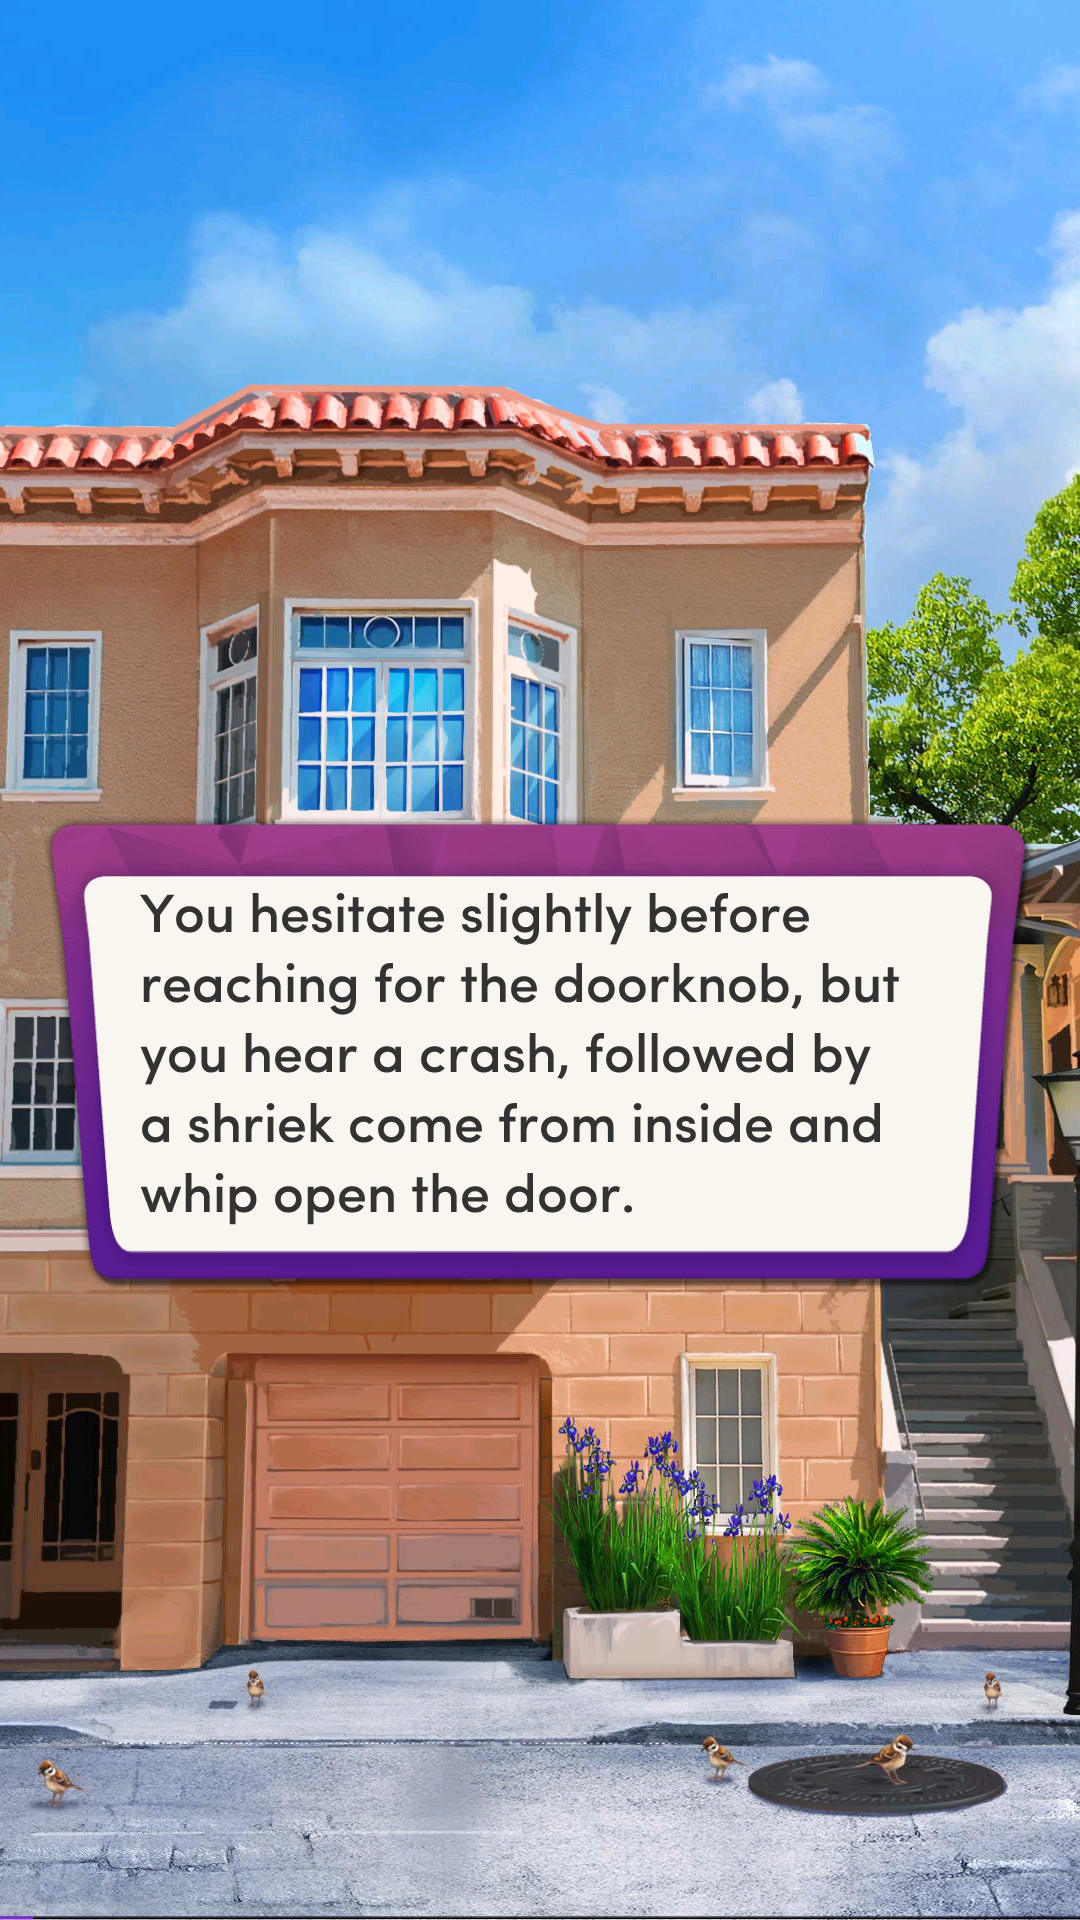 You hesitate slightly before
reaching for the doorknob, but
you hear a crash, followed by
a shriek come from inside and
whip open the door.